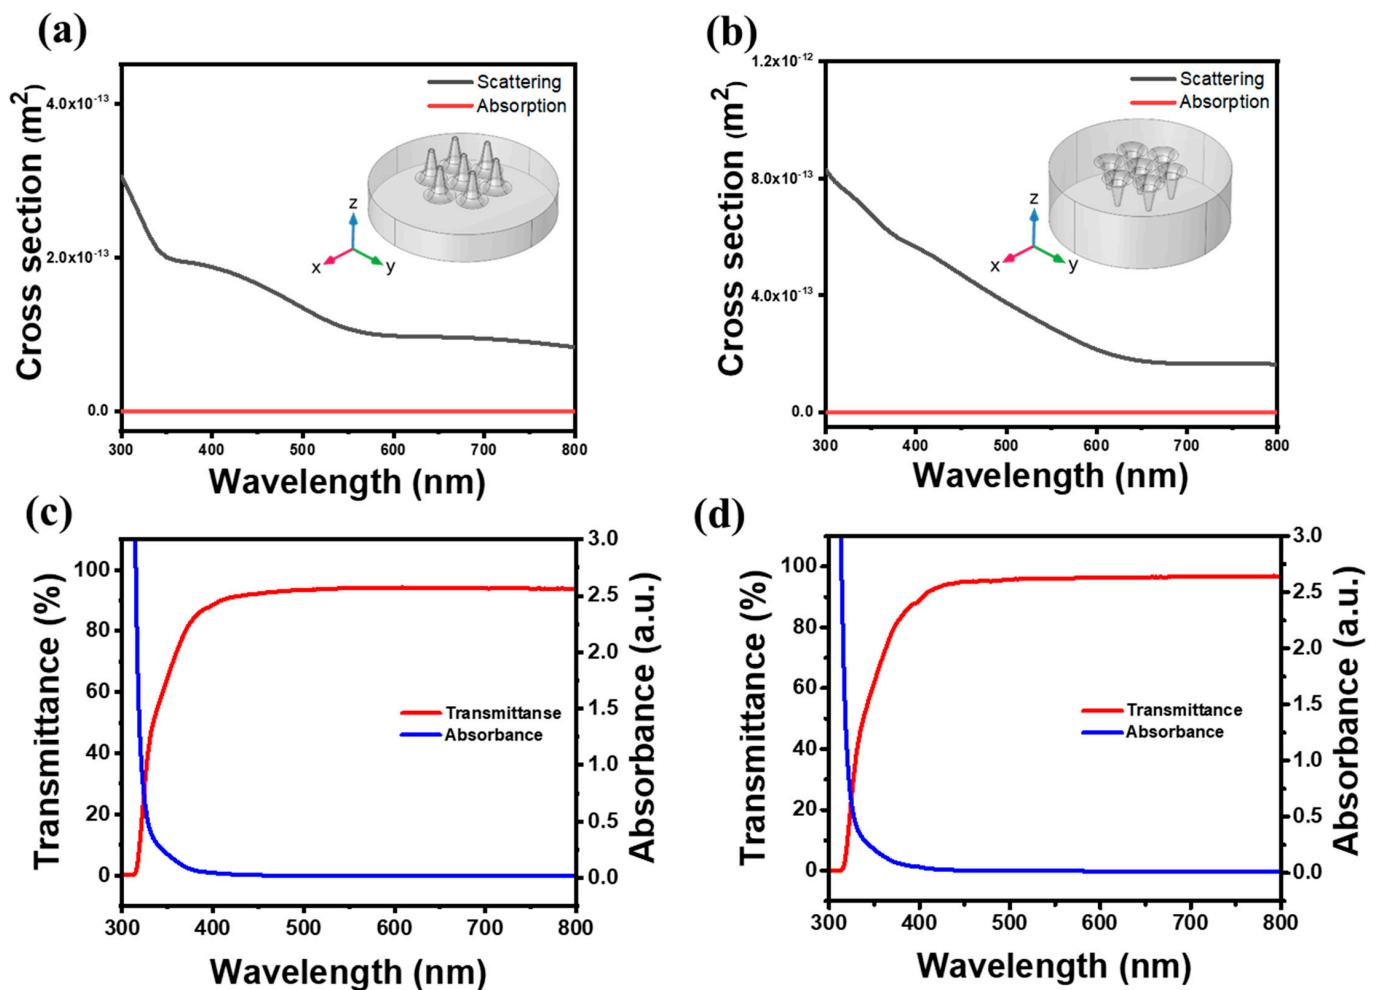 (a)
Cross section (m²)
4.0x10⁻¹³
2.0x10⁻¹³
0.0
Scattering
Absorption
z
x
y
300 400 500 600 700 800
Wavelength (nm)
(b)
Cross section (m²)
1.2x10⁻¹²
8.0x10⁻¹³
4.0x10⁻¹³
0.0
Scattering
Absorption
z
x
y
300 400 500 600 700 800
Wavelength (nm)
(c)
Transmittance (%)
100
80
60
40
20
0
Transmittanse
Absorbance
3.0
2.5
2.0
1.5
1.0
0.5
0.0
Absorbance (a.u.)
300 400 500 600 700 800
Wavelength (nm)
(d)
Transmittance (%)
100
80
60
40
20
0
Transmittance
Absorbance
3.0
2.5
2.0
1.5
1.0
0.5
0.0
Absorbance (a.u.)
300 400 500 600 700 800
Wavelength (nm)